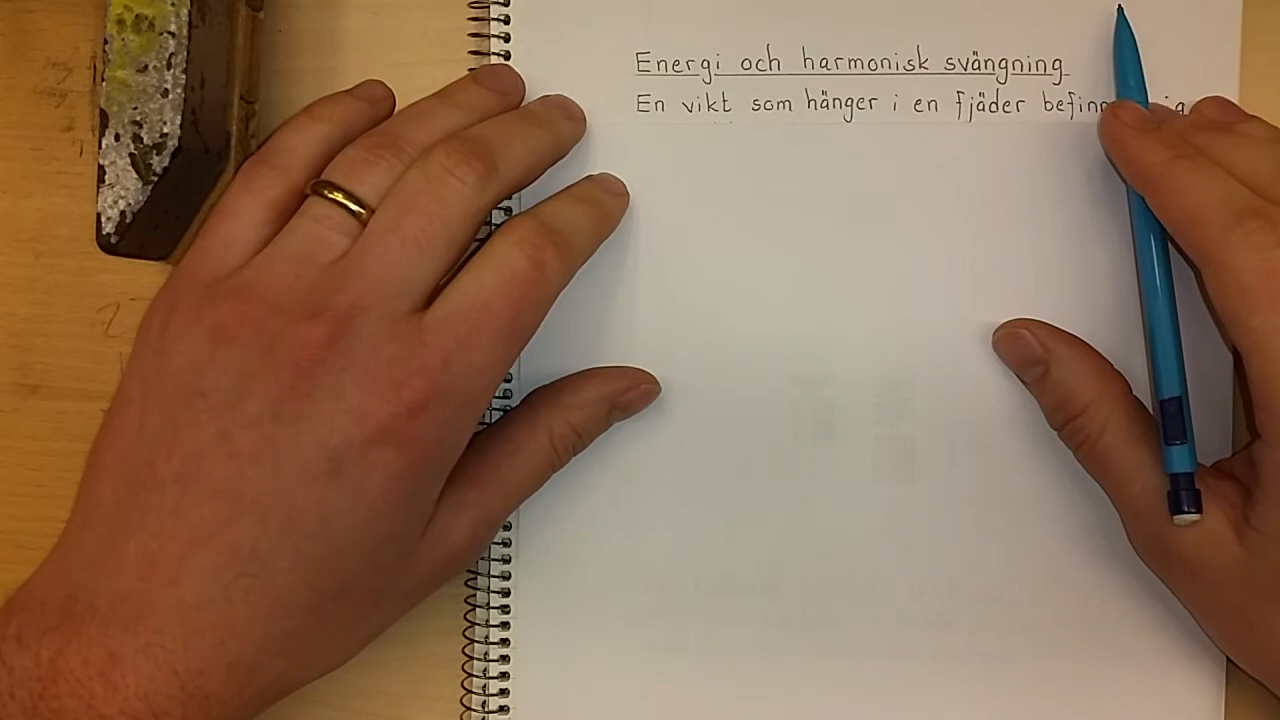 Energi och harmonisk svängning
En vikt som hänger i en fjäder